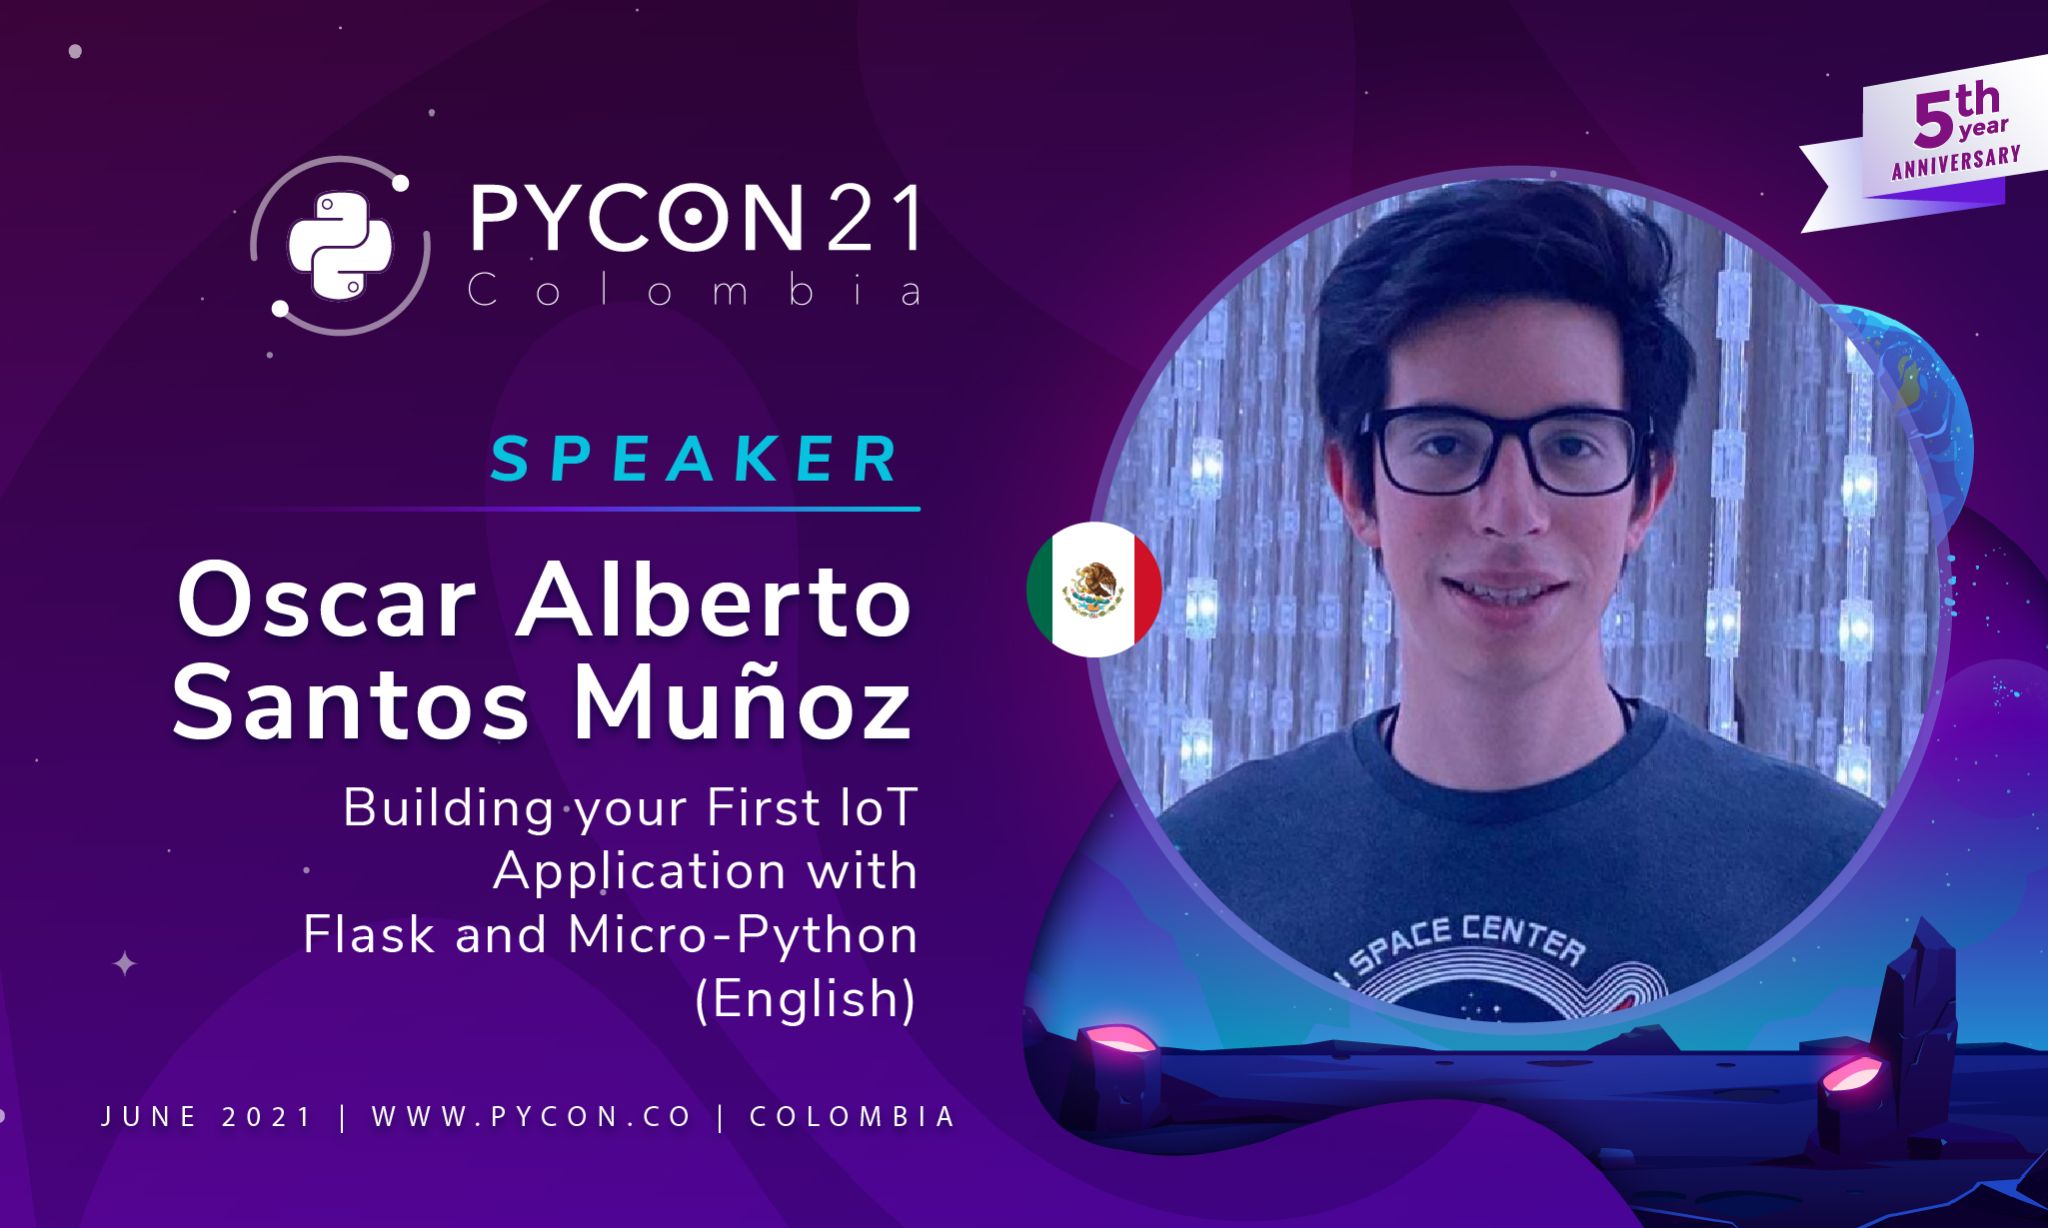 5th
year
ANNIVERSARY
PYCON 21
Colombia
SPEAKER
Oscar Alberto
Santos Muñoz
Building your First IoT
Application with
Flask and Micro-Python
(English)
SPACE CENTER
JUNE 2021 | WWW.PYCON.CO | COLOMBIA